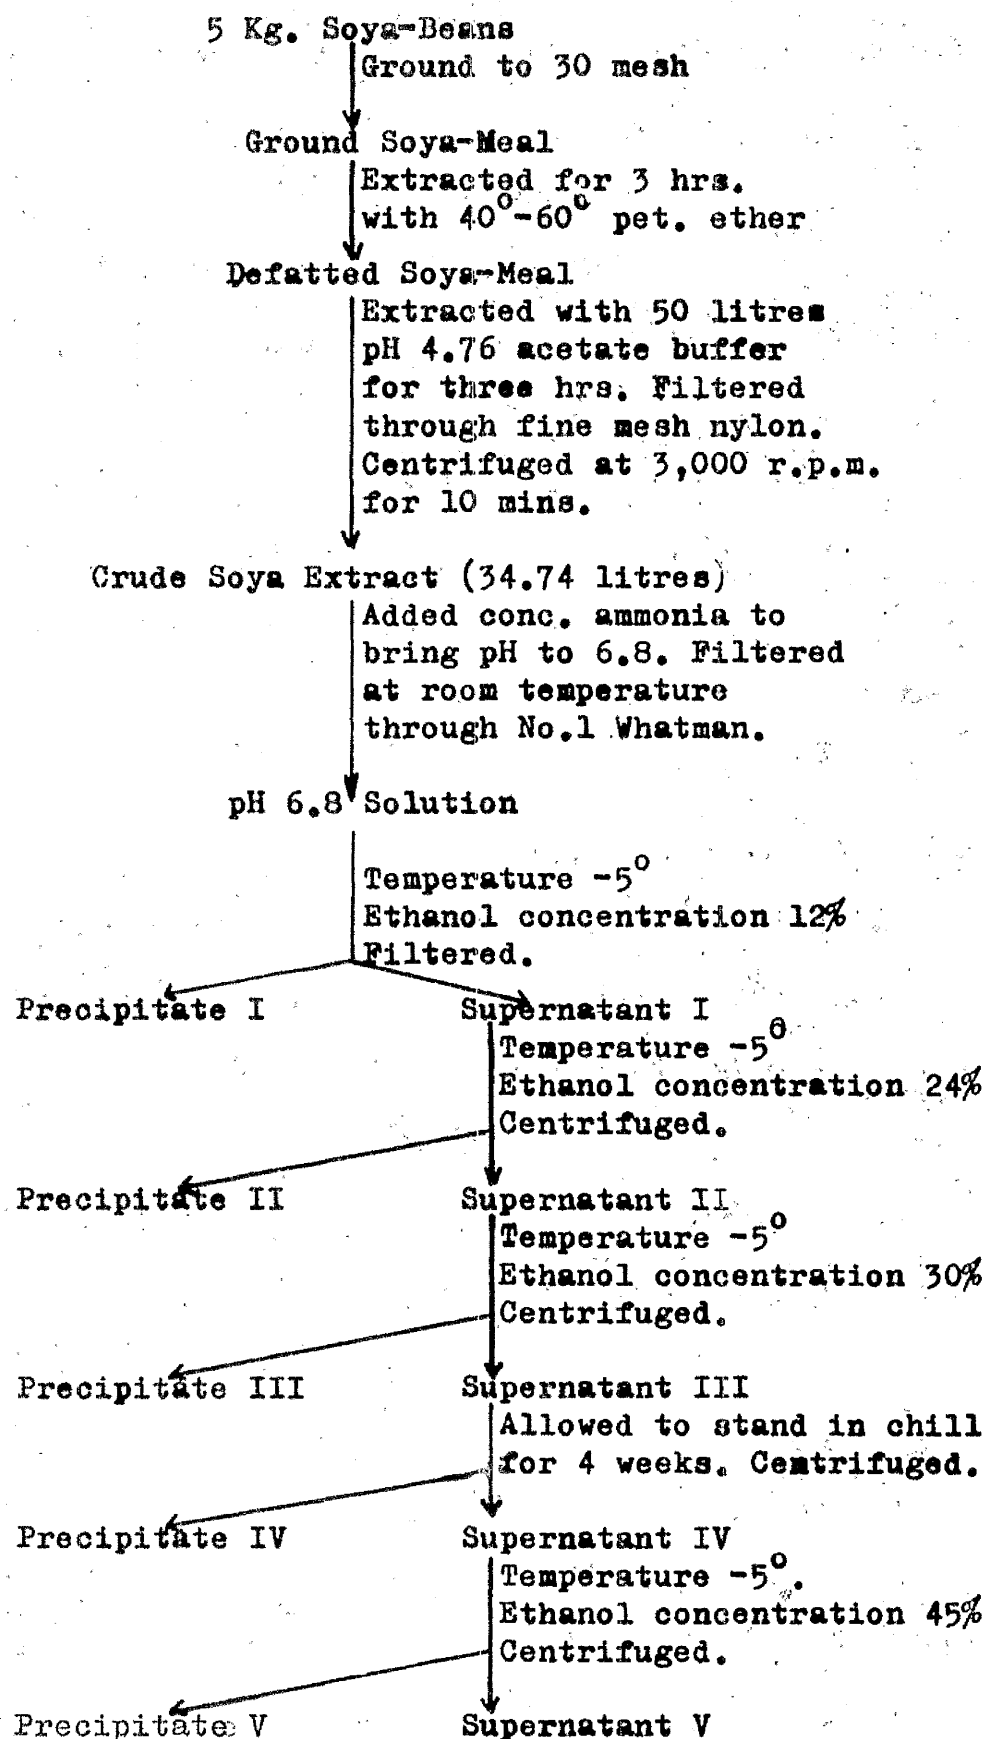 5 Kg. Soya-Beans
Ground to 30 mesh
Ground Soya-Meal
Extracted for 3 hrs.
with 40°-60° pet. ether
Defatted Soya-Meal
Extracted with 50 litres
pH 4.76 acetate buffer
for three hrs. Filtered
through fine mesh nylon.
Centrifuged at 3,000 r.p.m.
for 10 mins.
Crude Soya Extract (34.74 litres)
Added conc. ammonia to
bring pH to 6.8. Filtered
at room temperature
through No.1 Whatman.
pH 6.8 Solution
Temperature -5°
Ethanol concentration 12%
Filtered.
Precipitate I Supernatant I
Temperature -5°
Ethanol concentration 24%
Centrifuged.
Precipitate II Supernatant II
Temperature -5°
Ethanol concentration 30%
Centrifuged.
Precipitate III Supernatant III
Allowed to stand in chill
for 4 weeks. Centrifuged.
Precipitate IV Supernatant IV
Temperature -5°.
Ethanol concentration 45%
Centrifuged.
Precipitate V Supernatant V